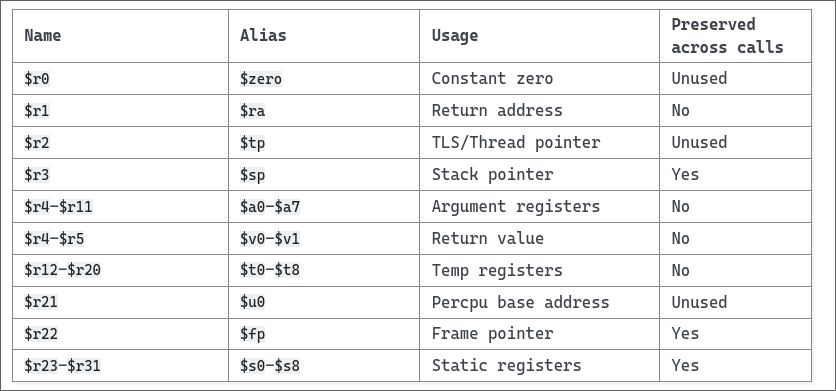 Name Alias Usage Preserved across calls
$r0 $zero Constant zero Unused
$r1 $ra Return address No
$r2 $tp TLS/Thread pointer Unused
$r3 $sp Stack pointer Yes
$r4-$r11 $a0-$a7 Argument registers No
$r4-$r5 $v0-$v1 Return value No
$r12-$r20 $t0-$t8 Temp registers No
$r21 $u0 Percpu base address Unused
$r22 $fp Frame pointer Yes
$r23-$r31 $s0-$s8 Static registers Yes